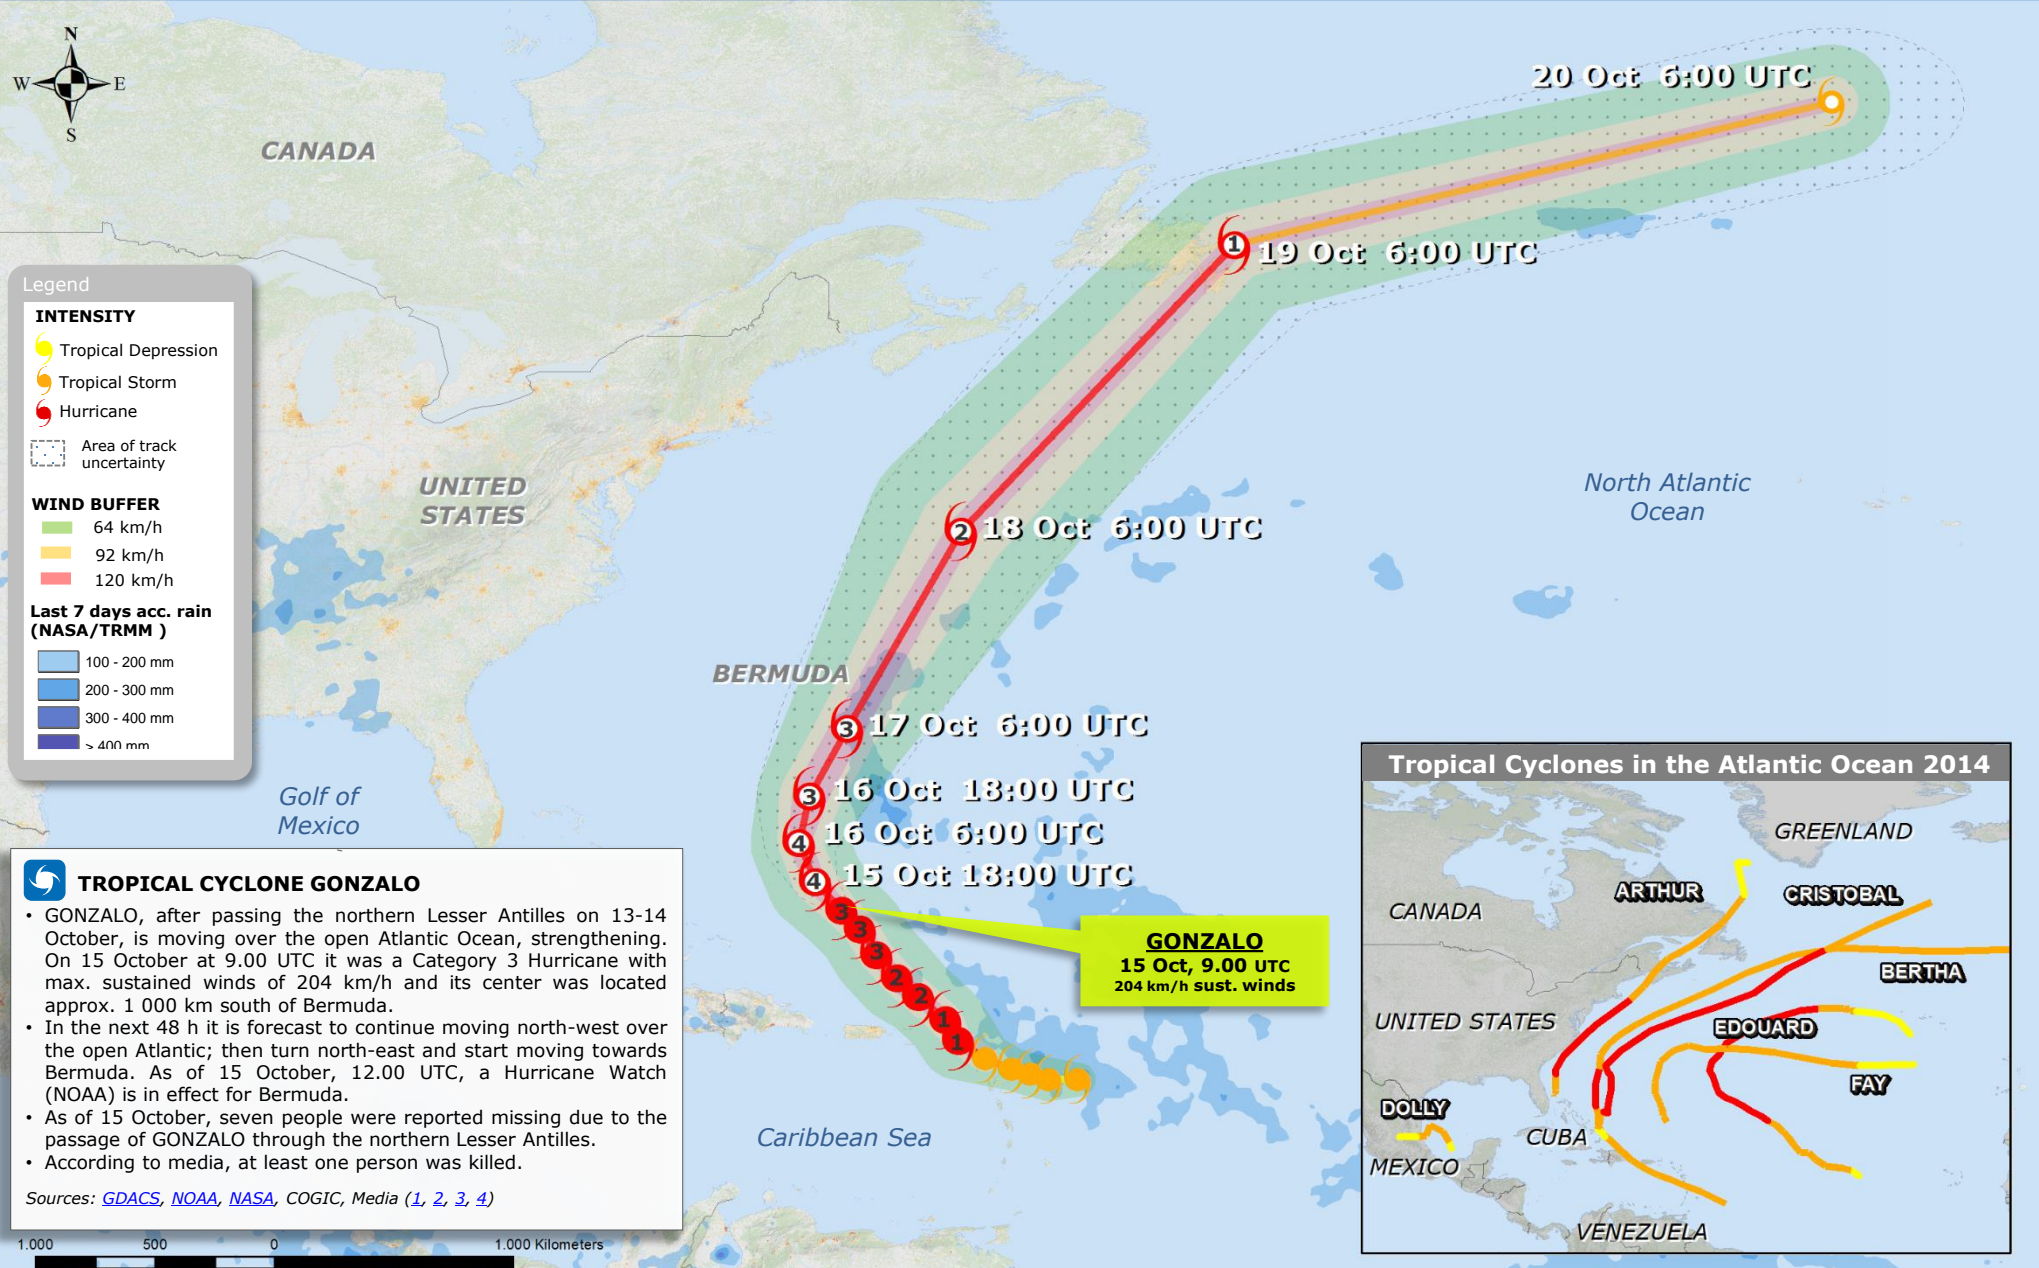 N
W E
S
CANADA
20 Oct 6:00 UTC
19 Oct 6:00 UTC
1
Legend
INTENSITY
Tropical Depression
Tropical Storm
Hurricane
Area of track
uncertainty
WIND BUFFER
64 km/h
92 km/h
120 km/h
Last 7 days acc. rain
(NASA/TRMM )
100 - 200 mm
200 - 300 mm
300 - 400 mm
> 400 mm
UNITED
STATES
North Atlantic
Ocean
2
18 Oct 6:00 UTC
BERMUDA
3
17 Oct 6:00 UTC
3
16 Oct 18:00 UTC
4
16 Oct 6:00 UTC
4
15 Oct 18:00 UTC
3
3
3
2
2
1
1
Golf of
Mexico
GONZALO
15 Oct, 9.00 UTC
204 km/h sust. winds
TROPICAL CYCLONE GONZALO
• GONZALO, after passing the northern Lesser Antilles on 13-14
October, is moving over the open Atlantic Ocean, strengthening.
On 15 October at 9.00 UTC it was a Category 3 Hurricane with
max. sustained winds of 204 km/h and its center was located
approx. 1 000 km south of Bermuda.
• In the next 48 h it is forecast to continue moving north-west over
the open Atlantic; then turn north-east and start moving towards
Bermuda. As of 15 October, 12.00 UTC, a Hurricane Watch
(NOAA) is in effect for Bermuda.
• As of 15 October, seven people were reported missing due to the
passage of GONZALO through the northern Lesser Antilles.
• According to media, at least one person was killed.
Sources: GDACS, NOAA, NASA, COGIC, Media (1, 2, 3, 4)
Caribbean Sea
1.000 500 0 1.000 Kilometers
Tropical Cyclones in the Atlantic Ocean 2014
GREENLAND
ARTHUR
CRISTOBAL
CANADA
BERTHA
UNITED STATES
EDOUARD
FAY
DOLLY
CUBA
MEXICO
VENEZUELA